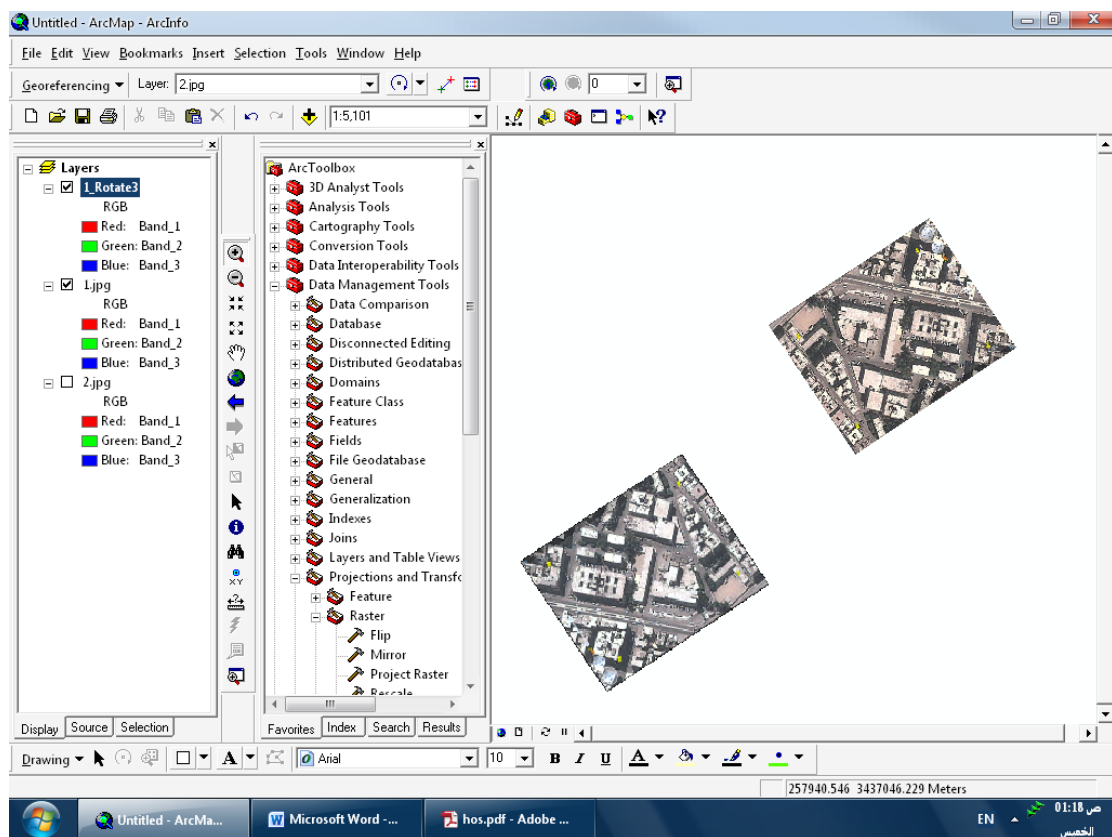 Untitled - ArcMap - ArcInfo
File Edit View Bookmarks Insert Selection Tools Window Help
Georeferencing Layer: 2.jpg 0
1:5,101
Layers
1_Rotate3
RGB
Red: Band_1
Green: Band_2
Blue: Band_3
1.jpg
RGB
Red: Band_1
Green: Band_2
Blue: Band_3
2.jpg
RGB
Red: Band_1
Green: Band_2
Blue: Band_3
Display Source Selection
XY
ArcToolbox
3D Analyst Tools
Analysis Tools
Cartography Tools
Conversion Tools
Data Interoperability Tools
Data Management Tools
Data Comparison
Database
Disconnected Editing
Distributed Geodatabas
Domains
Feature Class
Features
Fields
File Geodatabase
General
Generalization
Indexes
Joins
Layers and Table Views
Projections and Transfo
Feature
Raster
Flip
Mirror
Project Raster
Rescale
Favorites Index Search Results
Drawing A Arial 10 B I U A
257940.546 3437046.229 Meters
Untitled - ArcMa... Microsoft Word -... hos.pdf - Adobe ... EN
01:18 ص
الخميس